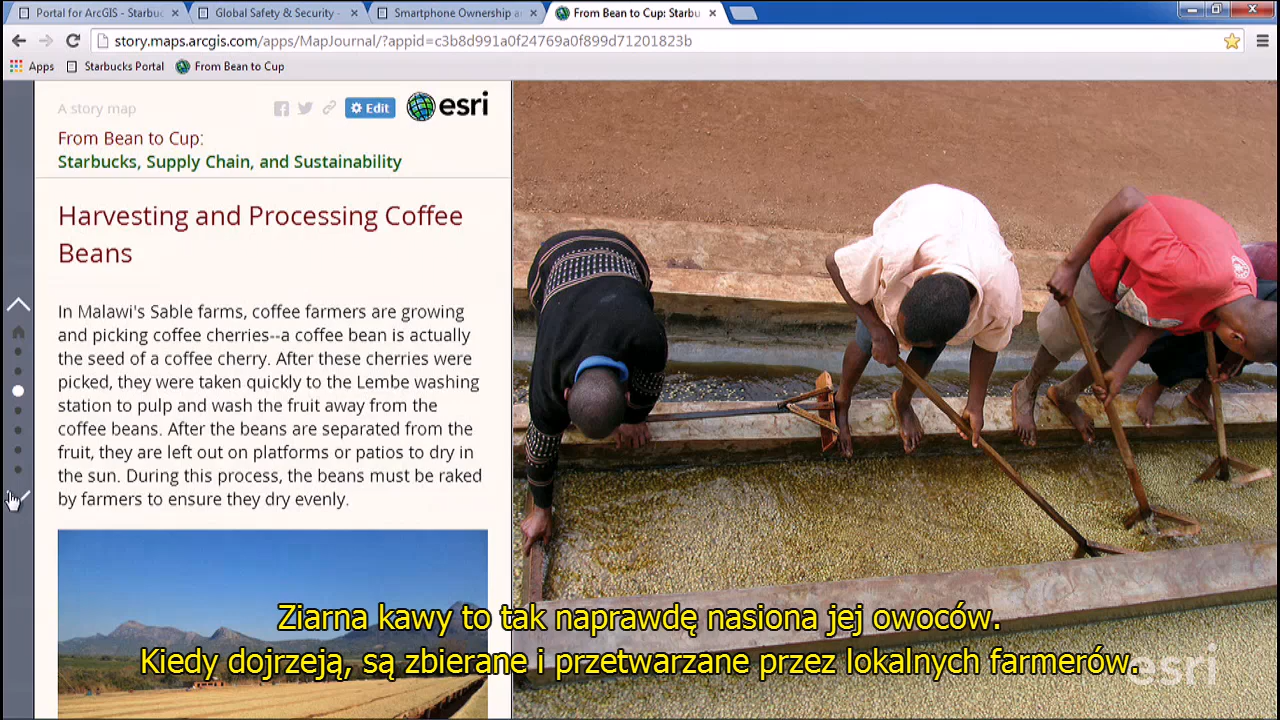 Portal for ArcGIS - Starbuc
Global Safety & Security -
Smartphone Ownership a
From Bean to Cup: Starbu
story.maps.arcgis.com/apps/MapJournal/?appid=c3b8d991a0f24769a0f899d71201823b
Apps
Starbucks Portal
From Bean to Cup
A story map
Edit
esri
From Bean to Cup:
Starbucks, Supply Chain, and Sustainability
Harvesting and Processing Coffee
Beans
In Malawi's Sable farms, coffee farmers are growing
and picking coffee cherries--a coffee bean is actually
the seed of a coffee cherry. After these cherries were
picked, they were taken quickly to the Lembe washing
station to pulp and wash the fruit away from the
coffee beans. After the beans are separated from the
fruit, they are left out on platforms or patios to dry in
the sun. During this process, the beans must be raked
by farmers to ensure they dry evenly.
Ziarna kawy to tak naprawdę nasiona jej owoców.
Kiedy dojrzeją, są zbierane i przetwarzane przez lokalnych farmerów.
esri